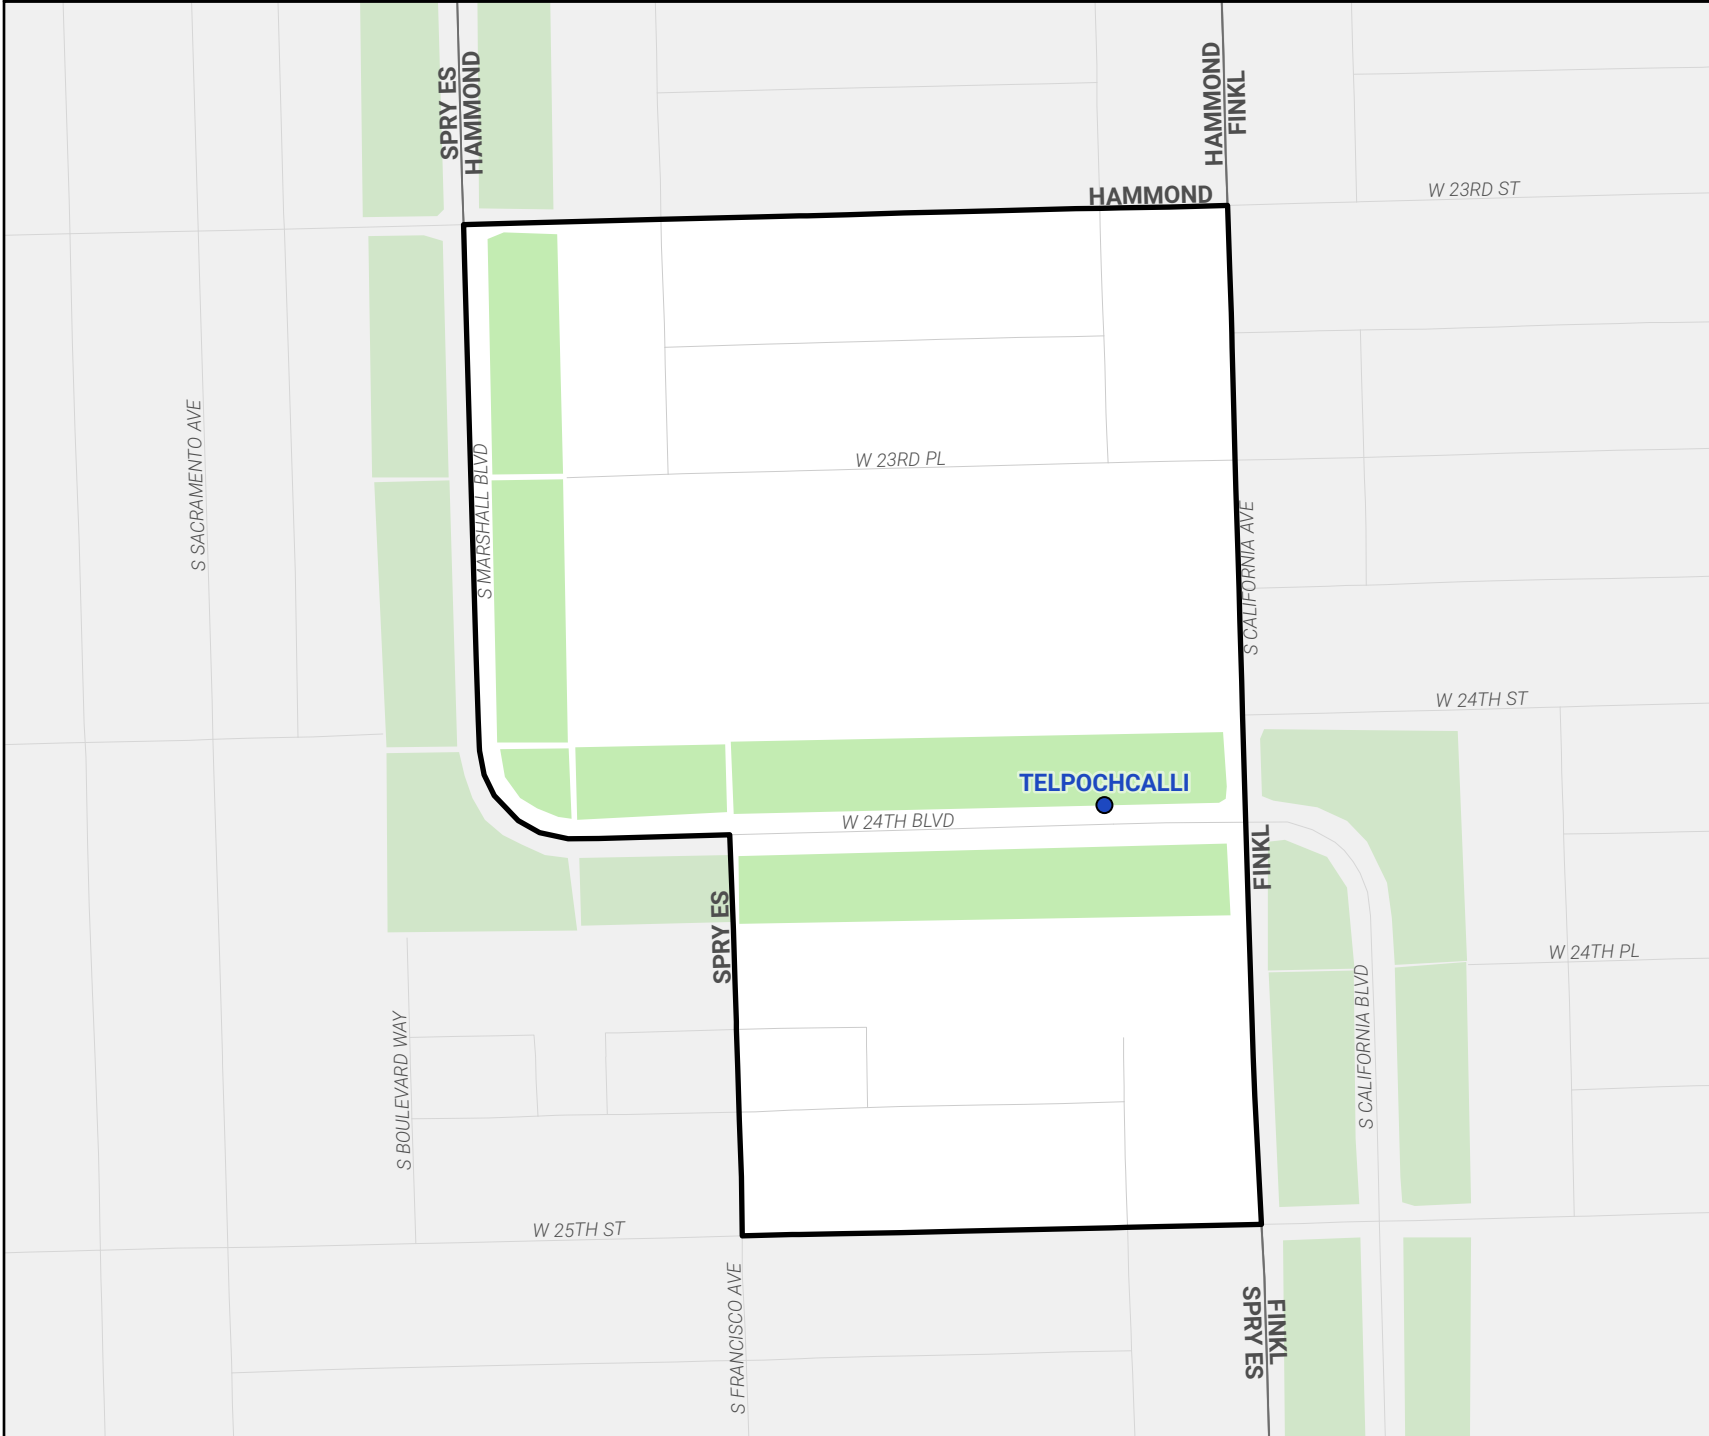 SPRY ES
HAMMOND
HAMMOND
FINKL
HAMMOND
W 23RD ST
S SACRAMENTO AVE
S MARSHALL BLVD
W 23RD PL
S CALIFORNIA AVE
W 24TH ST
TELPOCHCALLI
W 24TH BLVD
FINKL
SPRY ES
W 24TH PL
S BOULEVARD WAY
S CALIFORNIA BLVD
W 25TH ST
S FRANCISCO AVE
SPRY ES
FINKL